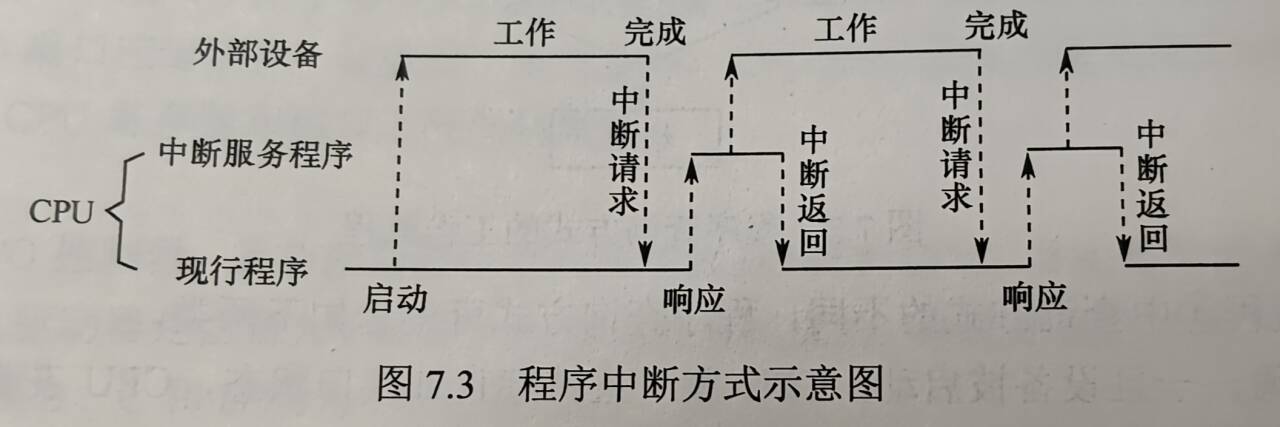 工作 完成 工作 完成
外部设备
中断请求 中断返回 中断请求 中断返回
中断服务程序
CPU
现行程序
启动 响应 响应
图 7.3 程序中断方式示意图